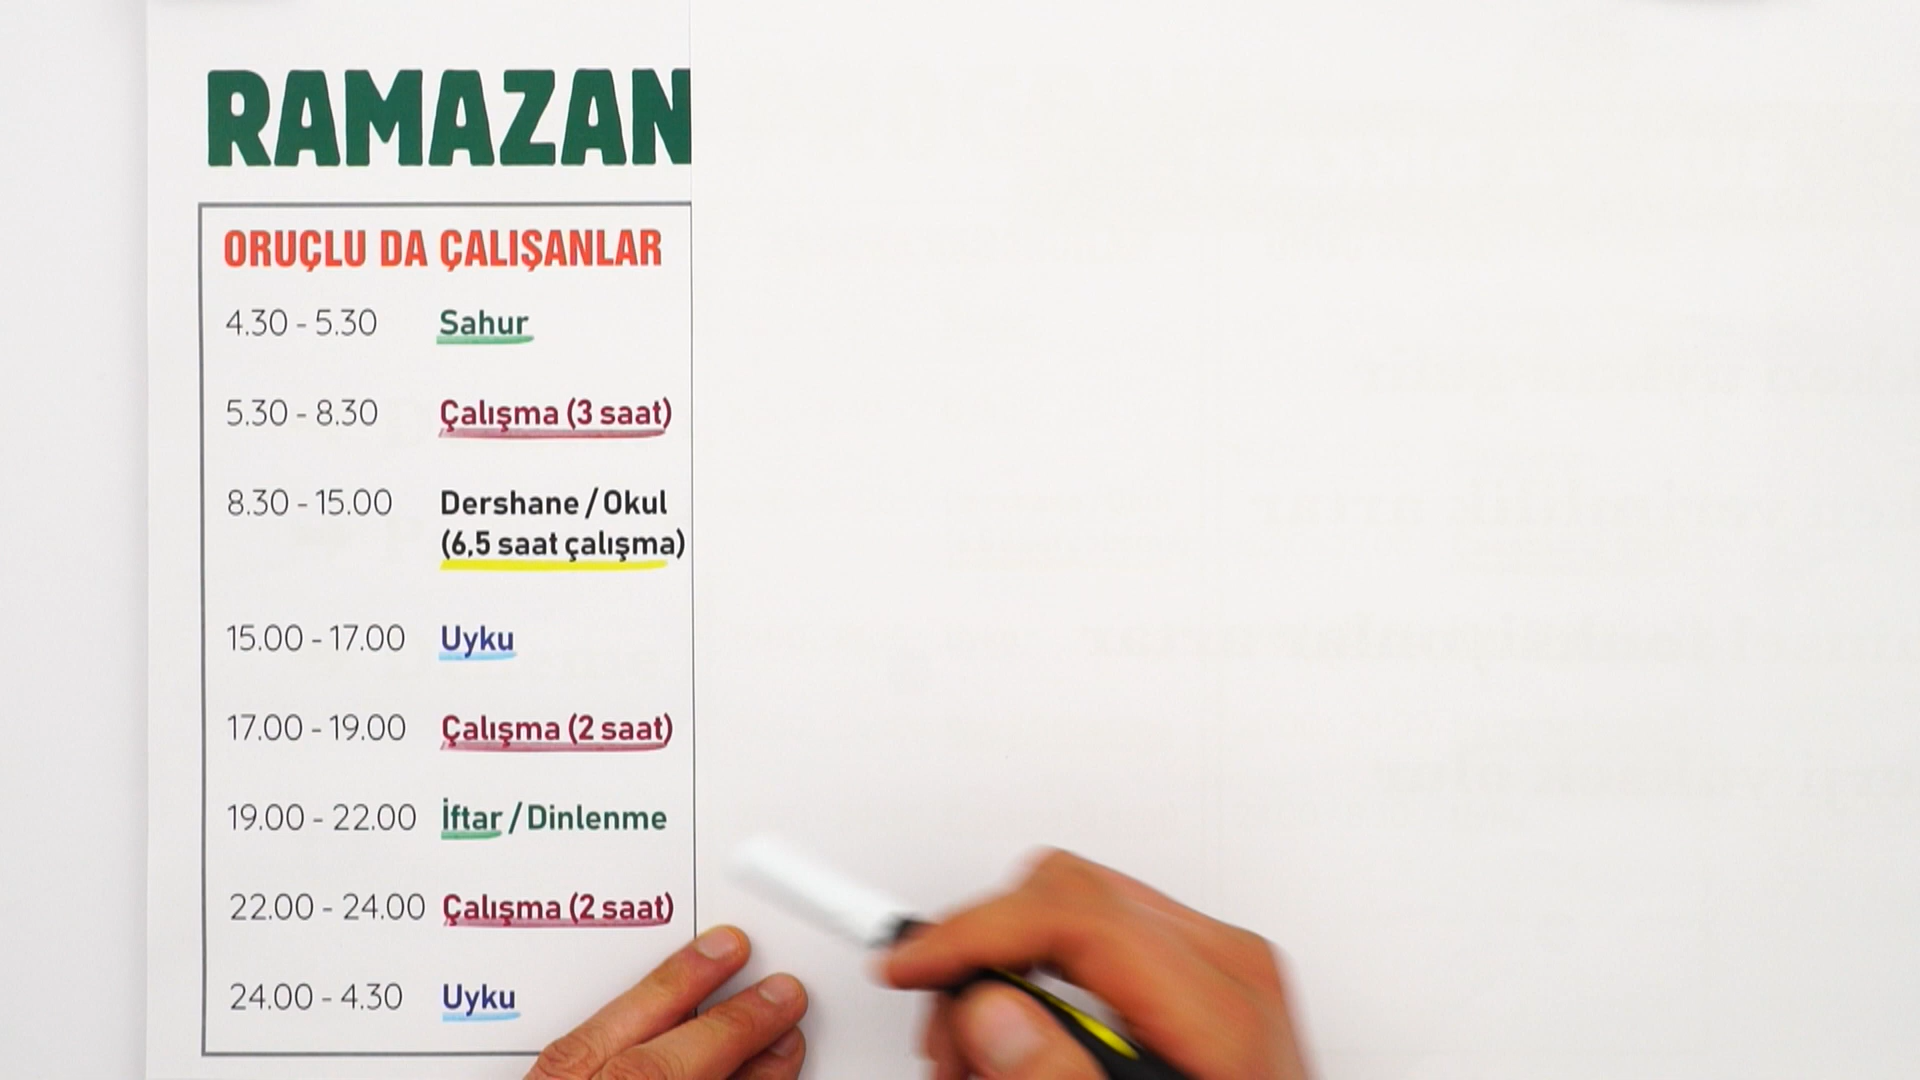 RAMAZAN
ORUÇLU DA ÇALIŞANLAR
4.30 - 5.30 Sahur
5.30 - 8.30 Çalışma (3 saat)
8.30 - 15.00 Dershane / Okul
(6,5 saat çalışma)
15.00 - 17.00 Uyku
17.00 - 19.00 Çalışma (2 saat)
19.00 - 22.00 İftar / Dinlenme
22.00 - 24.00 Çalışma (2 saat)
24.00 - 4.30 Uyku